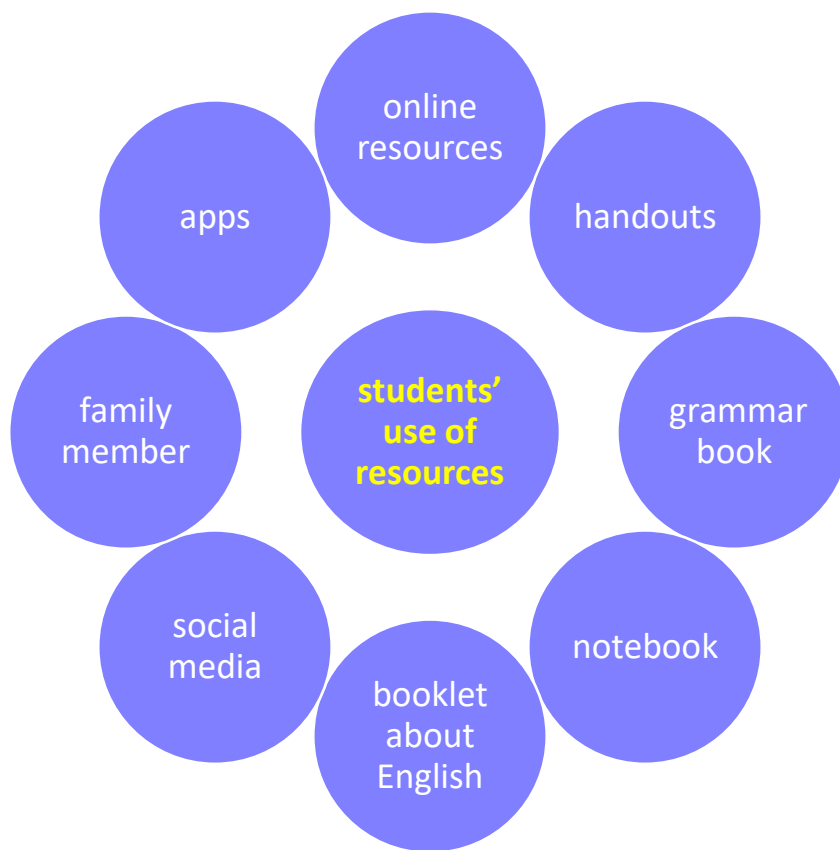 online
resources
handouts
grammar
book
notebook
booklet
about
English
social
media
family
member
apps
students’
use of
resources